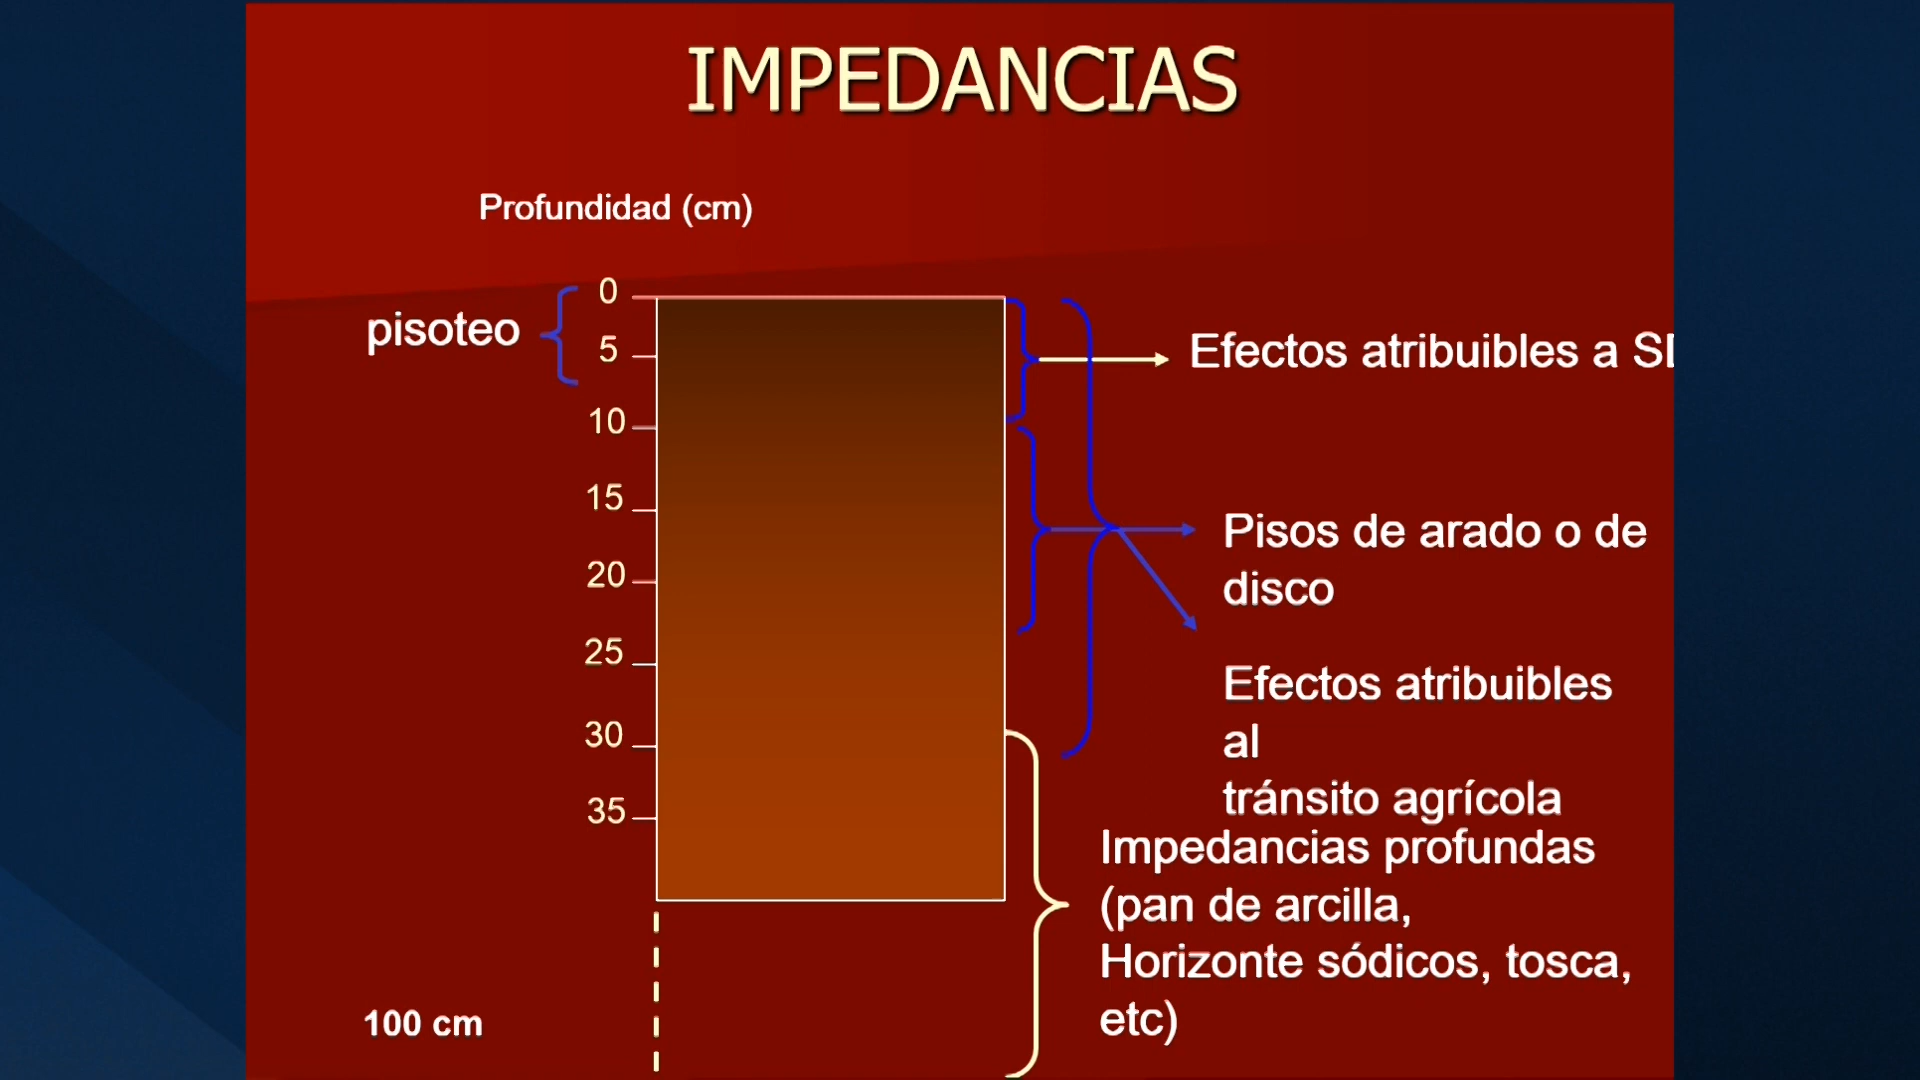 IMPEDANCIAS
Profundidad (cm)
0
pisoteo
5
Efectos atribuibles a
10
15
Pisos de arado o de
disco
20
25
Efectos atribuibles
al
tránsito agrícola
30
35
Impedancias profundas
(pan de arcilla,
Horizonte sódicos, tosca,
etc)
100 cm